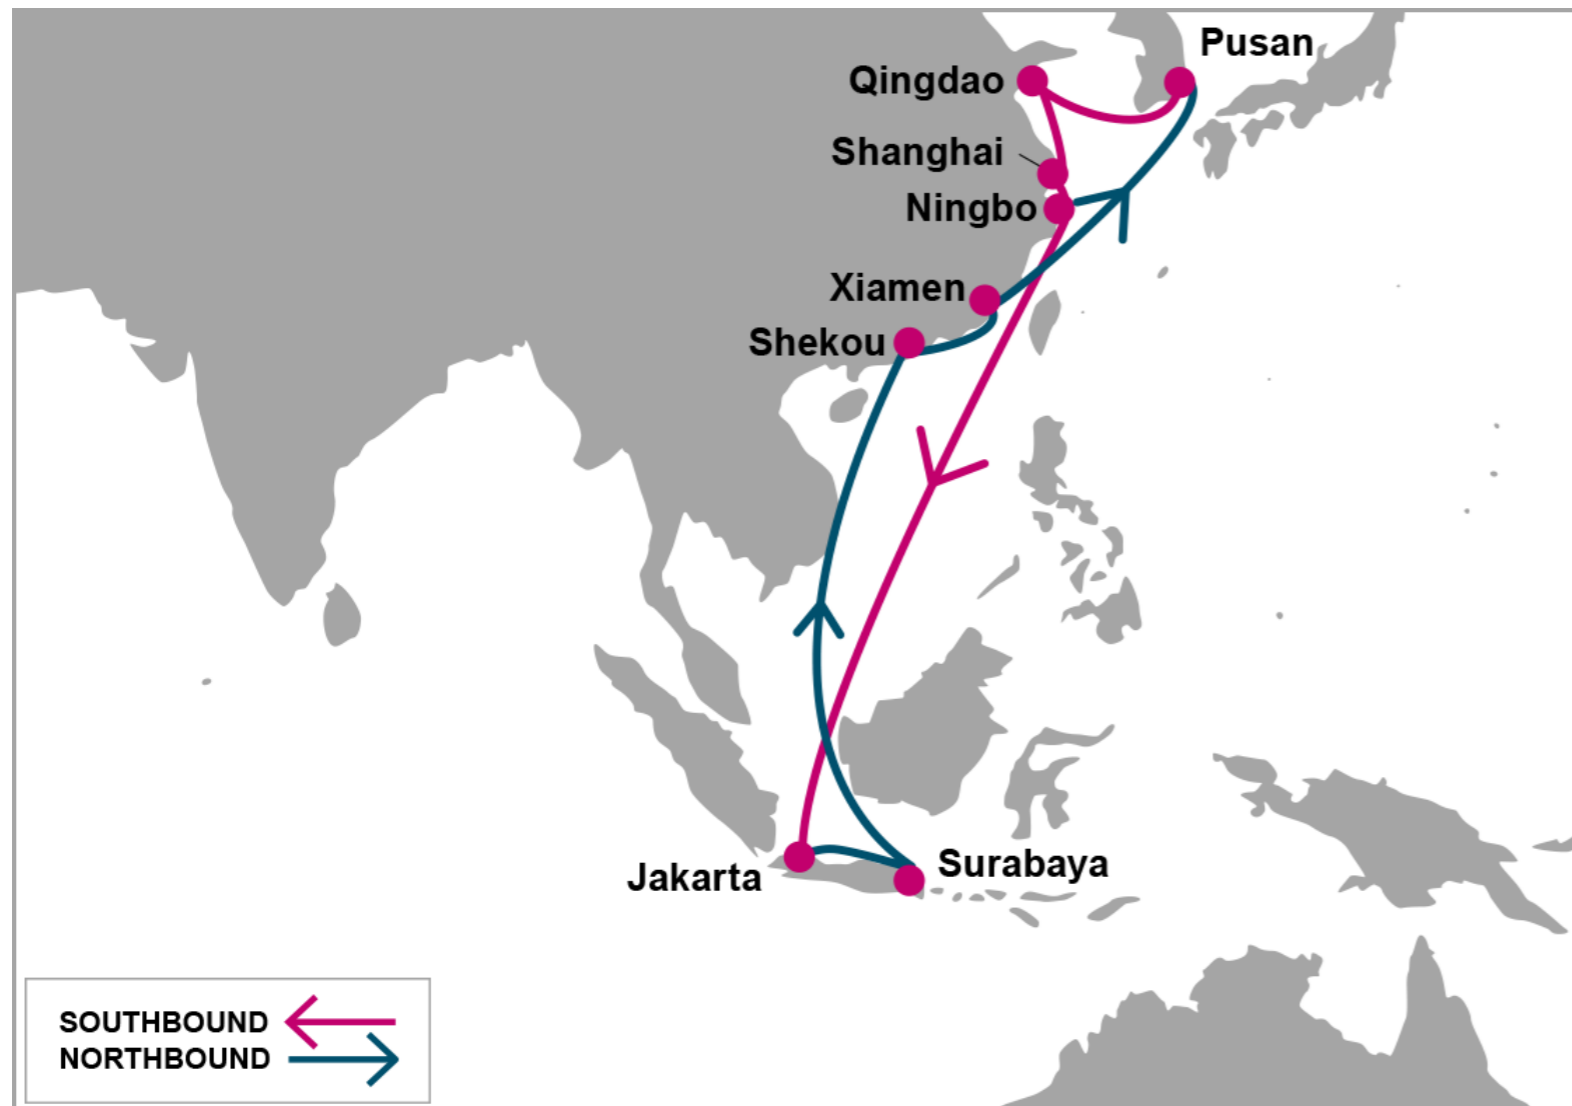 Pusan
Qingdao
Shanghai
Ningbo
Xiamen
Shekou
Surabaya
Jakarta
SOUTHBOUND
NORTHBOUND